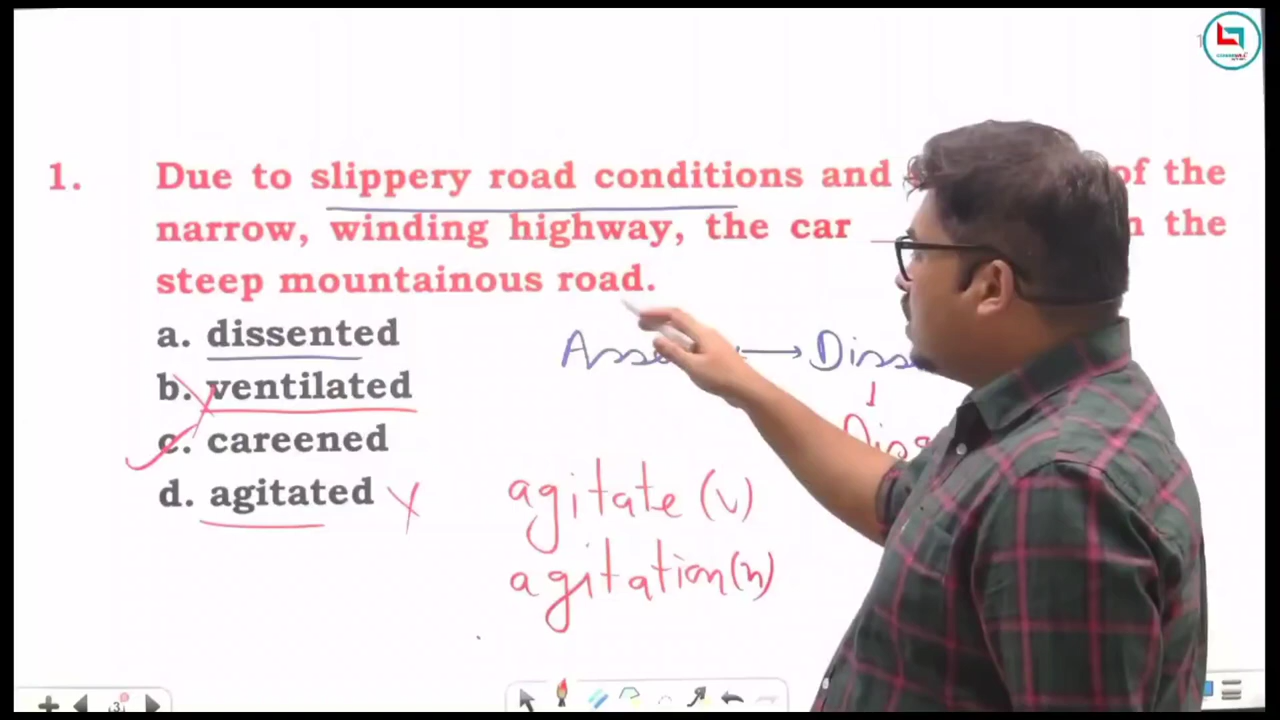 1. Due to slippery road conditions and of the
narrow, winding highway, the car the
steep mountainous road.
a. dissented
b. ventilated
c. careened
d. agitated
agitate (v)
agitation (n)
3